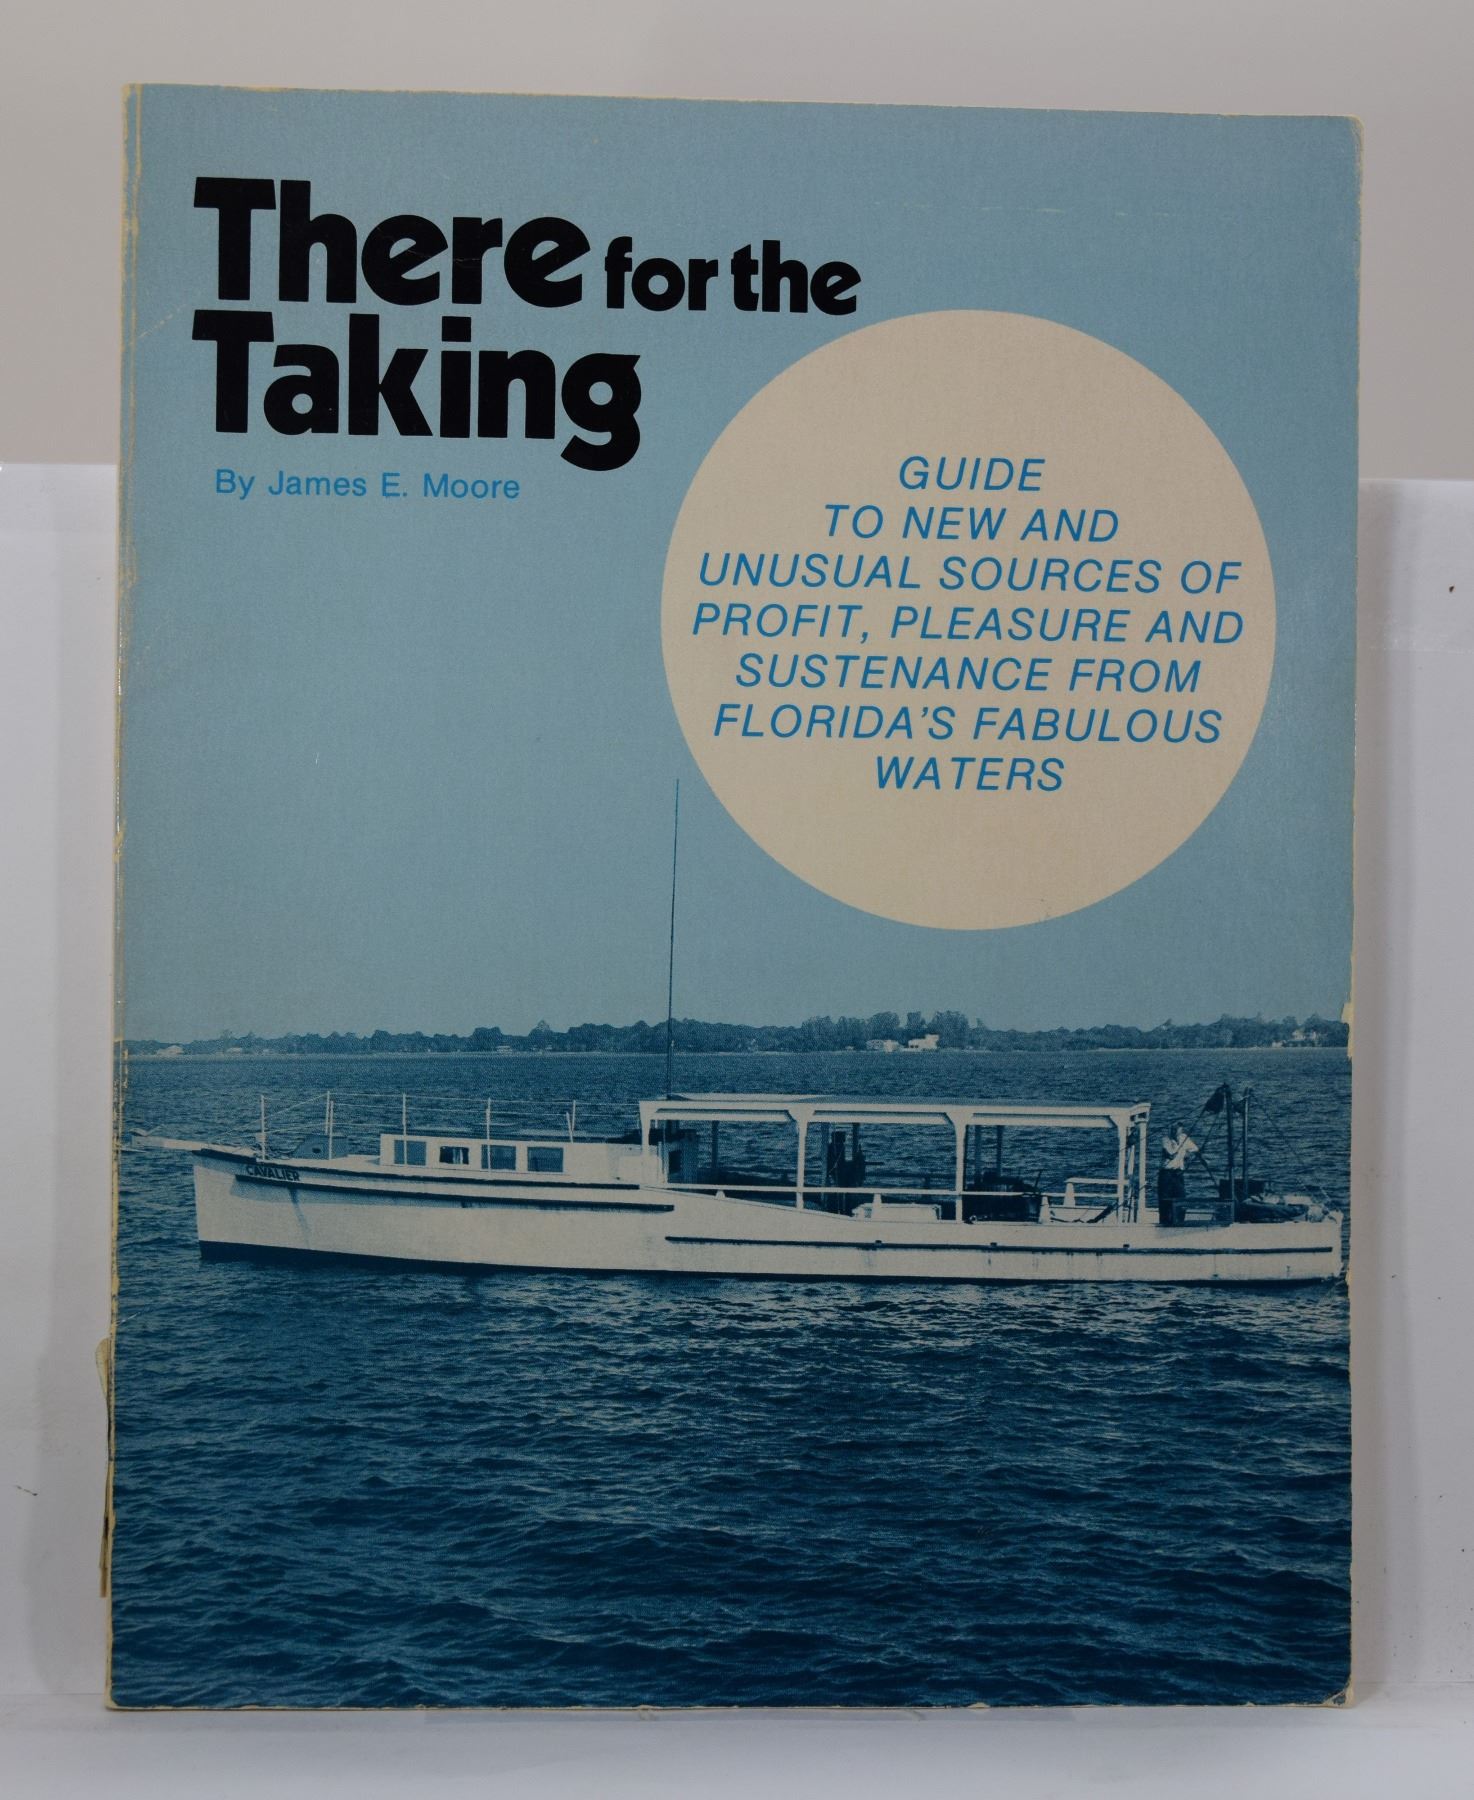 There for the
Taking
By James E. Moore
GUIDE
TO NEW AND
UNUSUAL SOURCES OF
PROFIT, PLEASURE AND
SUSTENANCE FROM
FLORIDA'S FABULOUS
WATERS
CAVALIER